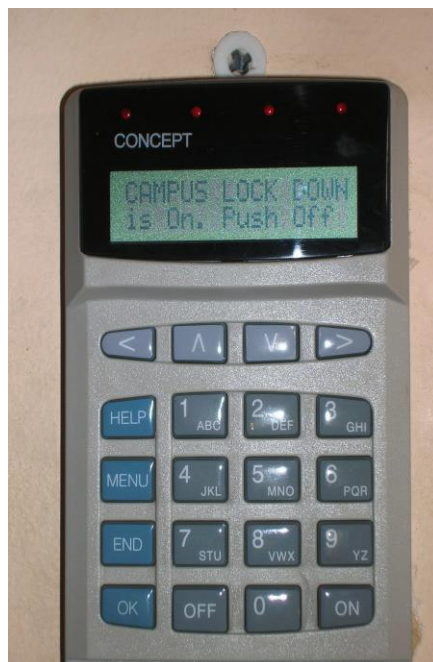 CONCEPT
CAMPUS LOCK DOWN
is On. Push Off
< ∧ ∨ >
HELP 1 ABC 2 DEF 3 GHI
MENU 4 JKL 5 MNO 6 PQR
END 7 STU 8 VWX 9 YZ
OK OFF 0 ON